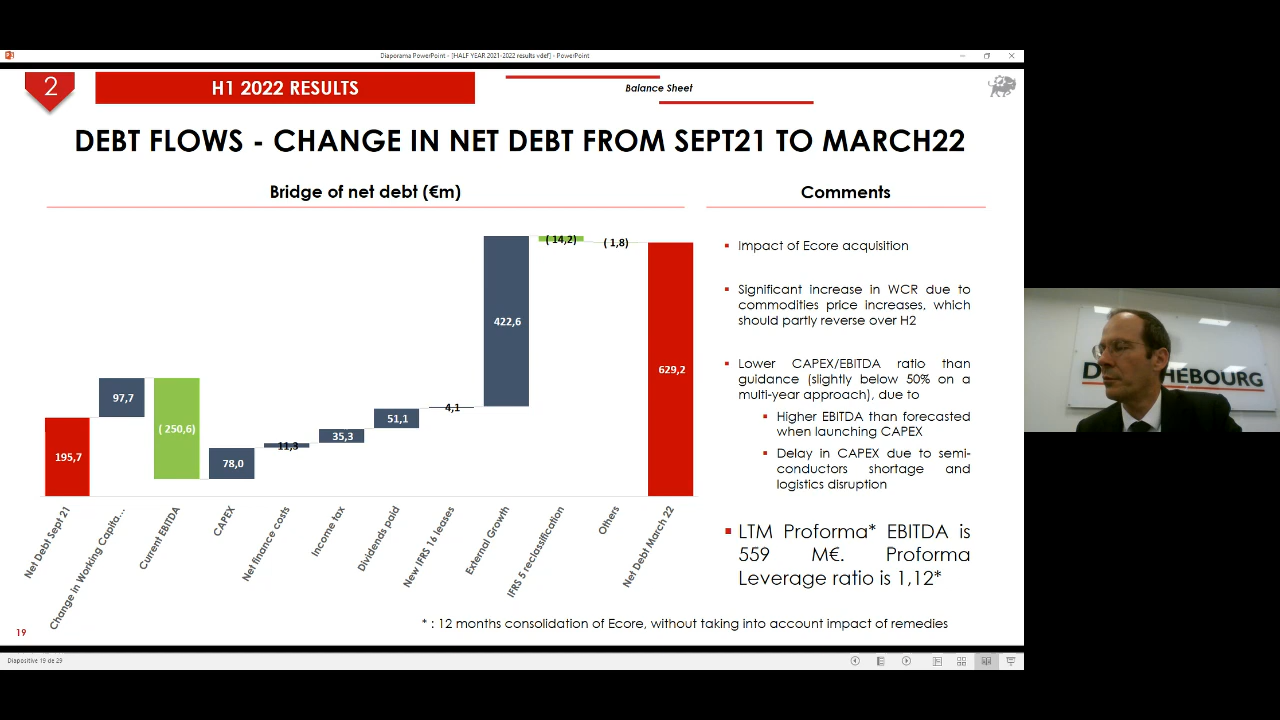 Diaporama PowerPoint - [HALF YEAR 2021-2022 results vdef] - PowerPoint
2
H1 2022 RESULTS
Balance Sheet
DEBT FLOWS - CHANGE IN NET DEBT FROM SEPT21 TO MARCH22
Bridge of net debt (€m)
195,7
97,7
( 250,6)
78,0
11,3
35,3
51,1
4,1
422,6
( 14,2)
( 1,8)
629,2
Net Debt Sept 21
Change in Working Capita...
Current EBITDA
CAPEX
Net finance costs
Income tax
Dividends paid
New IFRS 16 leases
External Growth
IFRS 5 reclassification
Others
Net Debt March 22
Comments
Impact of Ecore acquisition
Significant increase in WCR due to
commodities price increases, which
should partly reverse over H2
Lower CAPEX/EBITDA ratio than
guidance (slightly below 50% on a
multi-year approach), due to
Higher EBITDA than forecasted
when launching CAPEX
Delay in CAPEX due to semi-
conductors shortage and
logistics disruption
LTM Proforma* EBITDA is
559 M€. Proforma
Leverage ratio is 1,12*
* : 12 months consolidation of Ecore, without taking into account impact of remedies
19
Diapositive 19 de 29